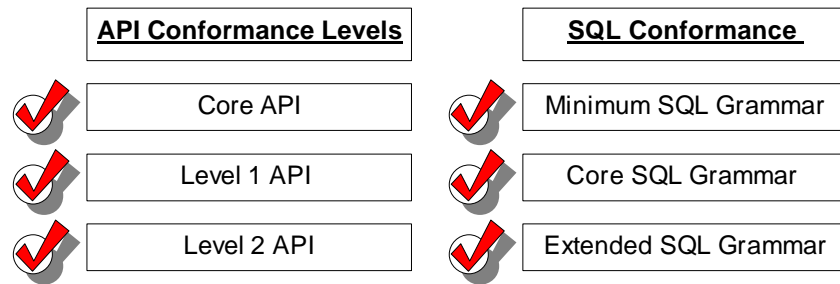 API Conformance Levels
Core API
Level 1 API
Level 2 API
SQL Conformance
Minimum SQL Grammar
Core SQL Grammar
Extended SQL Grammar